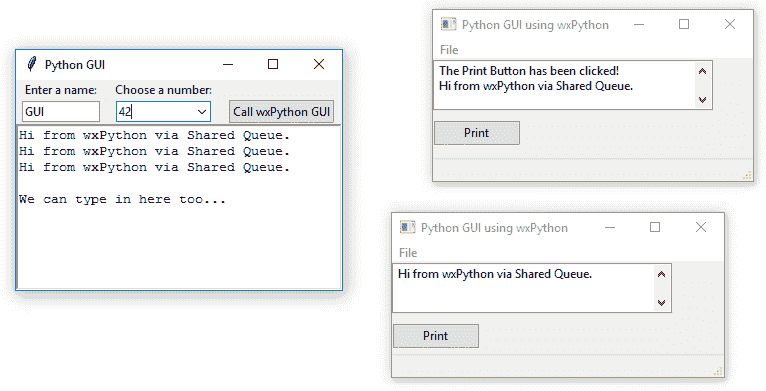 Python GUI
Enter a name: Choose a number:
GUI 42 Call wxPython GUI
Hi from wxPython via Shared Queue.
Hi from wxPython via Shared Queue.
Hi from wxPython via Shared Queue.
We can type in here too...
Python GUI using wxPython
File
The Print Button has been clicked!
Hi from wxPython via Shared Queue.
Print
Python GUI using wxPython
File
Hi from wxPython via Shared Queue.
Print